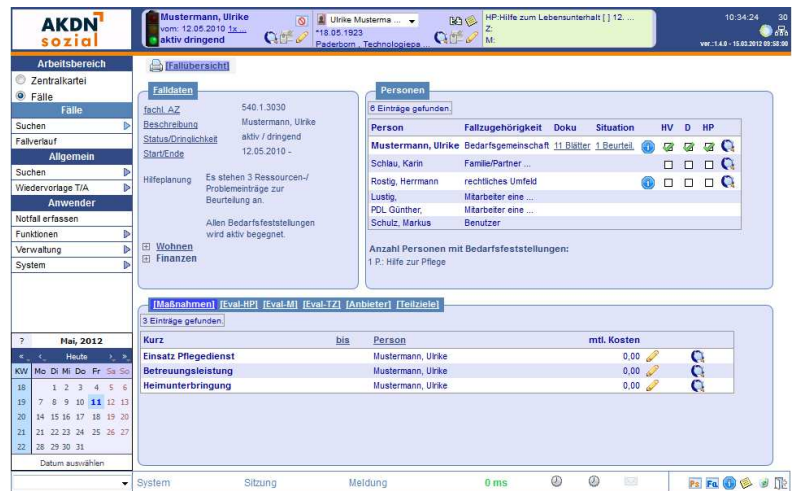 AKDN
sozial
Mustermann, Ulrike
vom: 12.05.2010 1x ...
aktiv dringend
Ulrike Musterma ...
*18.05.1923
Paderborn , Technologiepa ...
HP:Hilfe zum Lebensunterhalt [ ] 12. ...
Z:
M:
10:34:24 30
ver.:1.4.0 - 15.03.2012 09:58:00
Arbeitsbereich
Zentralkartei
Fälle
Fälle
Suchen
Fallverlauf
Allgemein
Suchen
Wiedervorlage T/A
Anwender
Notfall erfassen
Funktionen
Verwaltung
System
? Mai, 2012
« ‹ Heute › »
KW Mo Di Mi Do Fr Sa So
18 1 2 3 4 5 6
19 7 8 9 10 11 12 13
20 14 15 16 17 18 19 20
21 21 22 23 24 25 26 27
22 28 29 30 31
Datum auswählen
[Fallübersicht]
Falldaten
fachl. AZ 540.1.3030
Beschreibung Mustermann, Ulrike
Status/Dringlichkeit aktiv / dringend
Start/Ende 12.05.2010 -
Hilfeplanung Es stehen 3 Ressourcen-/
Problemeinträge zur
Beurteilung an.
Allen Bedarfsfeststellungen
wird aktiv begegnet.
Wohnen
Finanzen
Personen
6 Einträge gefunden.
Person Fallzugehörigkeit Doku Situation HV D HP
Mustermann, Ulrike Bedarfsgemeinschaft 11 Blätter 1 Beurteil.
Schlau, Karin Familie/Partner ...
Rostig, Herrmann rechtliches Umfeld
Lustig, Mitarbeiter eine ...
PDL Günther, Mitarbeiter eine ...
Schulz, Markus Benutzer
Anzahl Personen mit Bedarfsfeststellungen:
1 P.: Hilfe zur Pflege
[Maßnahmen] [Eval-HP] [Eval-M] [Eval-TZ] [Anbieter] [Teilziele]
3 Einträge gefunden.
Kurz bis Person mtl. Kosten
Einsatz Pflegedienst Mustermann, Ulrike 0,00
Betreuungsleistung Mustermann, Ulrike 0,00
Heimunterbringung Mustermann, Ulrike 0,00
System Sitzung Meldung 0 ms
Ps Fa